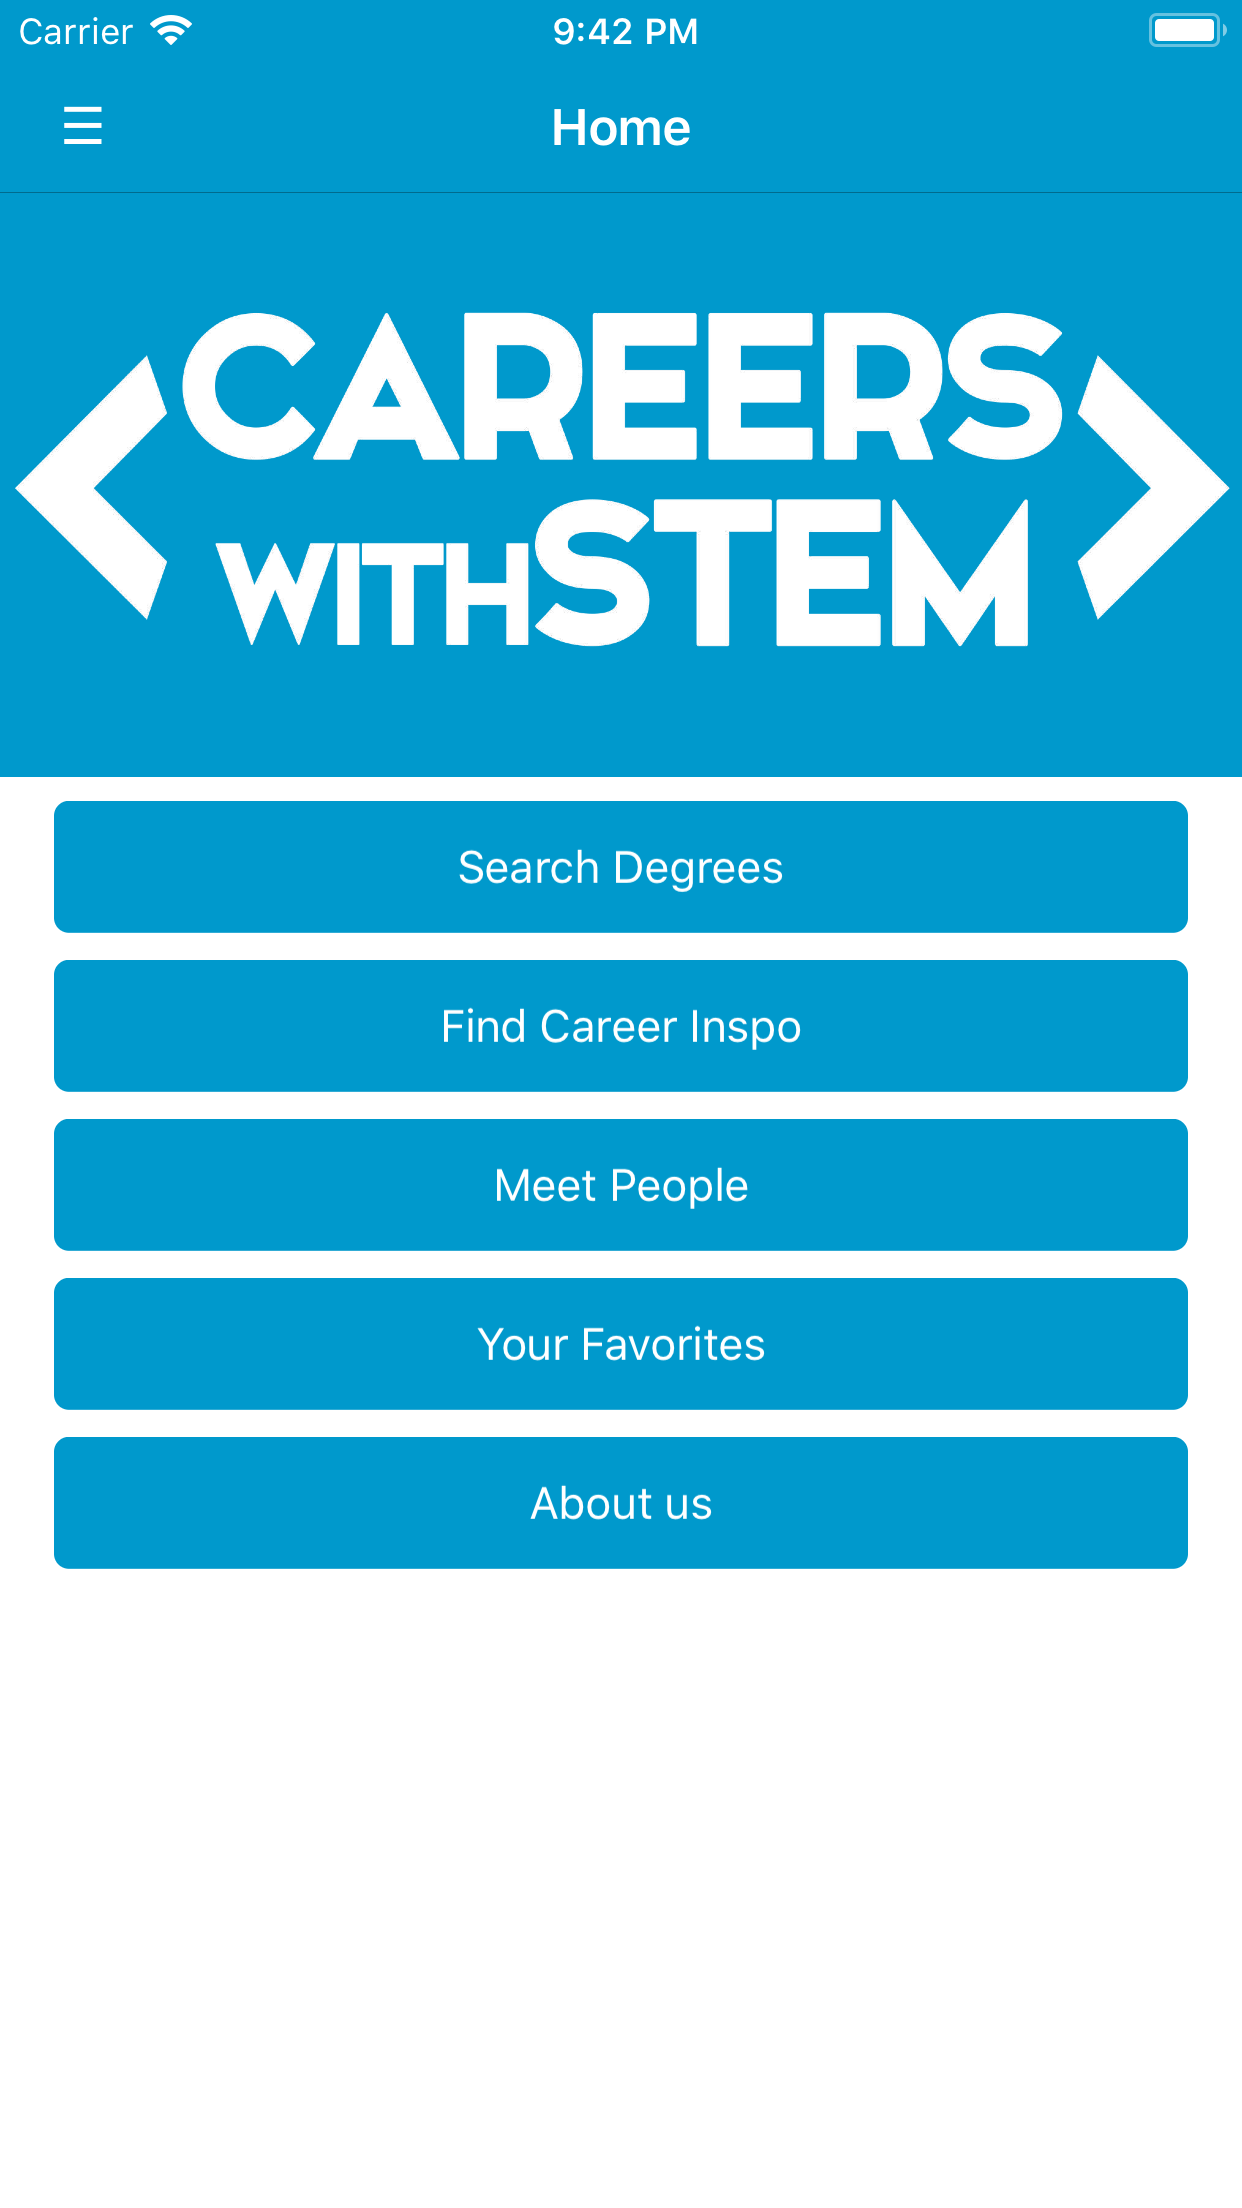 Carrier 9:42 PM
☰ Home
CAREERS
WITH STEM
Search Degrees
Find Career Inspo
Meet People
Your Favorites
About us